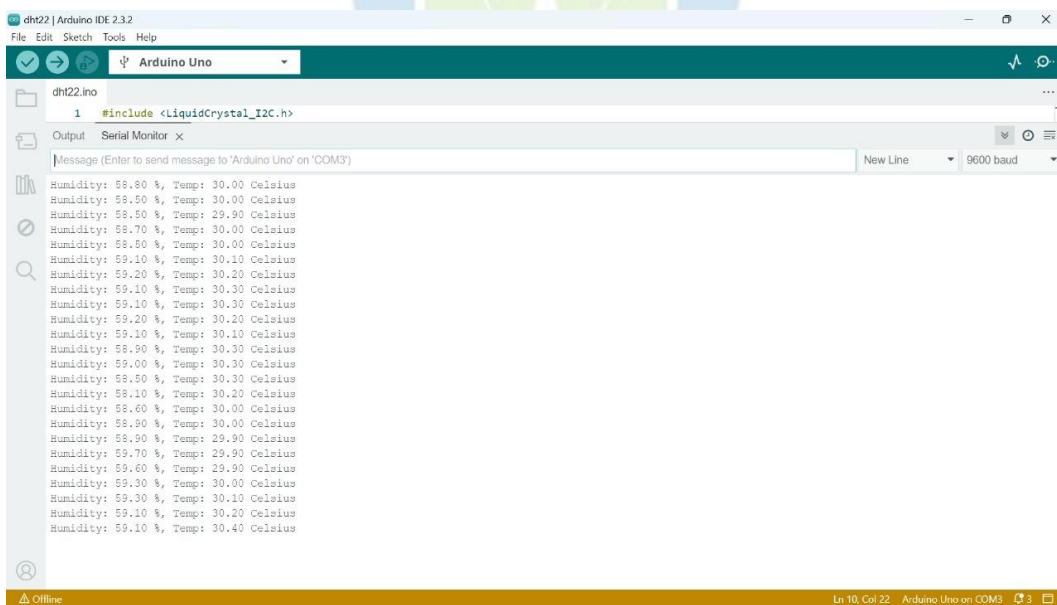 dht22 | Arduino IDE 2.3.2
File Edit Sketch Tools Help
Arduino Uno
dht22.ino
1 #include <LiquidCrystal_I2C.h>
Output Serial Monitor
Message (Enter to send message to 'Arduino Uno' on 'COM3') New Line 9600 baud
Humidity: 58.80 %, Temp: 30.00 Celsius
Humidity: 58.50 %, Temp: 30.00 Celsius
Humidity: 58.50 %, Temp: 29.90 Celsius
Humidity: 58.70 %, Temp: 30.00 Celsius
Humidity: 58.50 %, Temp: 30.00 Celsius
Humidity: 59.10 %, Temp: 30.10 Celsius
Humidity: 59.20 %, Temp: 30.20 Celsius
Humidity: 59.10 %, Temp: 30.30 Celsius
Humidity: 59.10 %, Temp: 30.30 Celsius
Humidity: 59.20 %, Temp: 30.20 Celsius
Humidity: 59.10 %, Temp: 30.10 Celsius
Humidity: 58.90 %, Temp: 30.30 Celsius
Humidity: 59.00 %, Temp: 30.30 Celsius
Humidity: 58.50 %, Temp: 30.30 Celsius
Humidity: 58.10 %, Temp: 30.20 Celsius
Humidity: 58.60 %, Temp: 30.00 Celsius
Humidity: 58.90 %, Temp: 30.00 Celsius
Humidity: 58.90 %, Temp: 29.90 Celsius
Humidity: 59.70 %, Temp: 29.90 Celsius
Humidity: 59.60 %, Temp: 29.90 Celsius
Humidity: 59.30 %, Temp: 30.00 Celsius
Humidity: 59.30 %, Temp: 30.10 Celsius
Humidity: 59.10 %, Temp: 30.20 Celsius
Humidity: 59.10 %, Temp: 30.40 Celsius
Offline Ln 10, Col 22 Arduino Uno on COM3 3